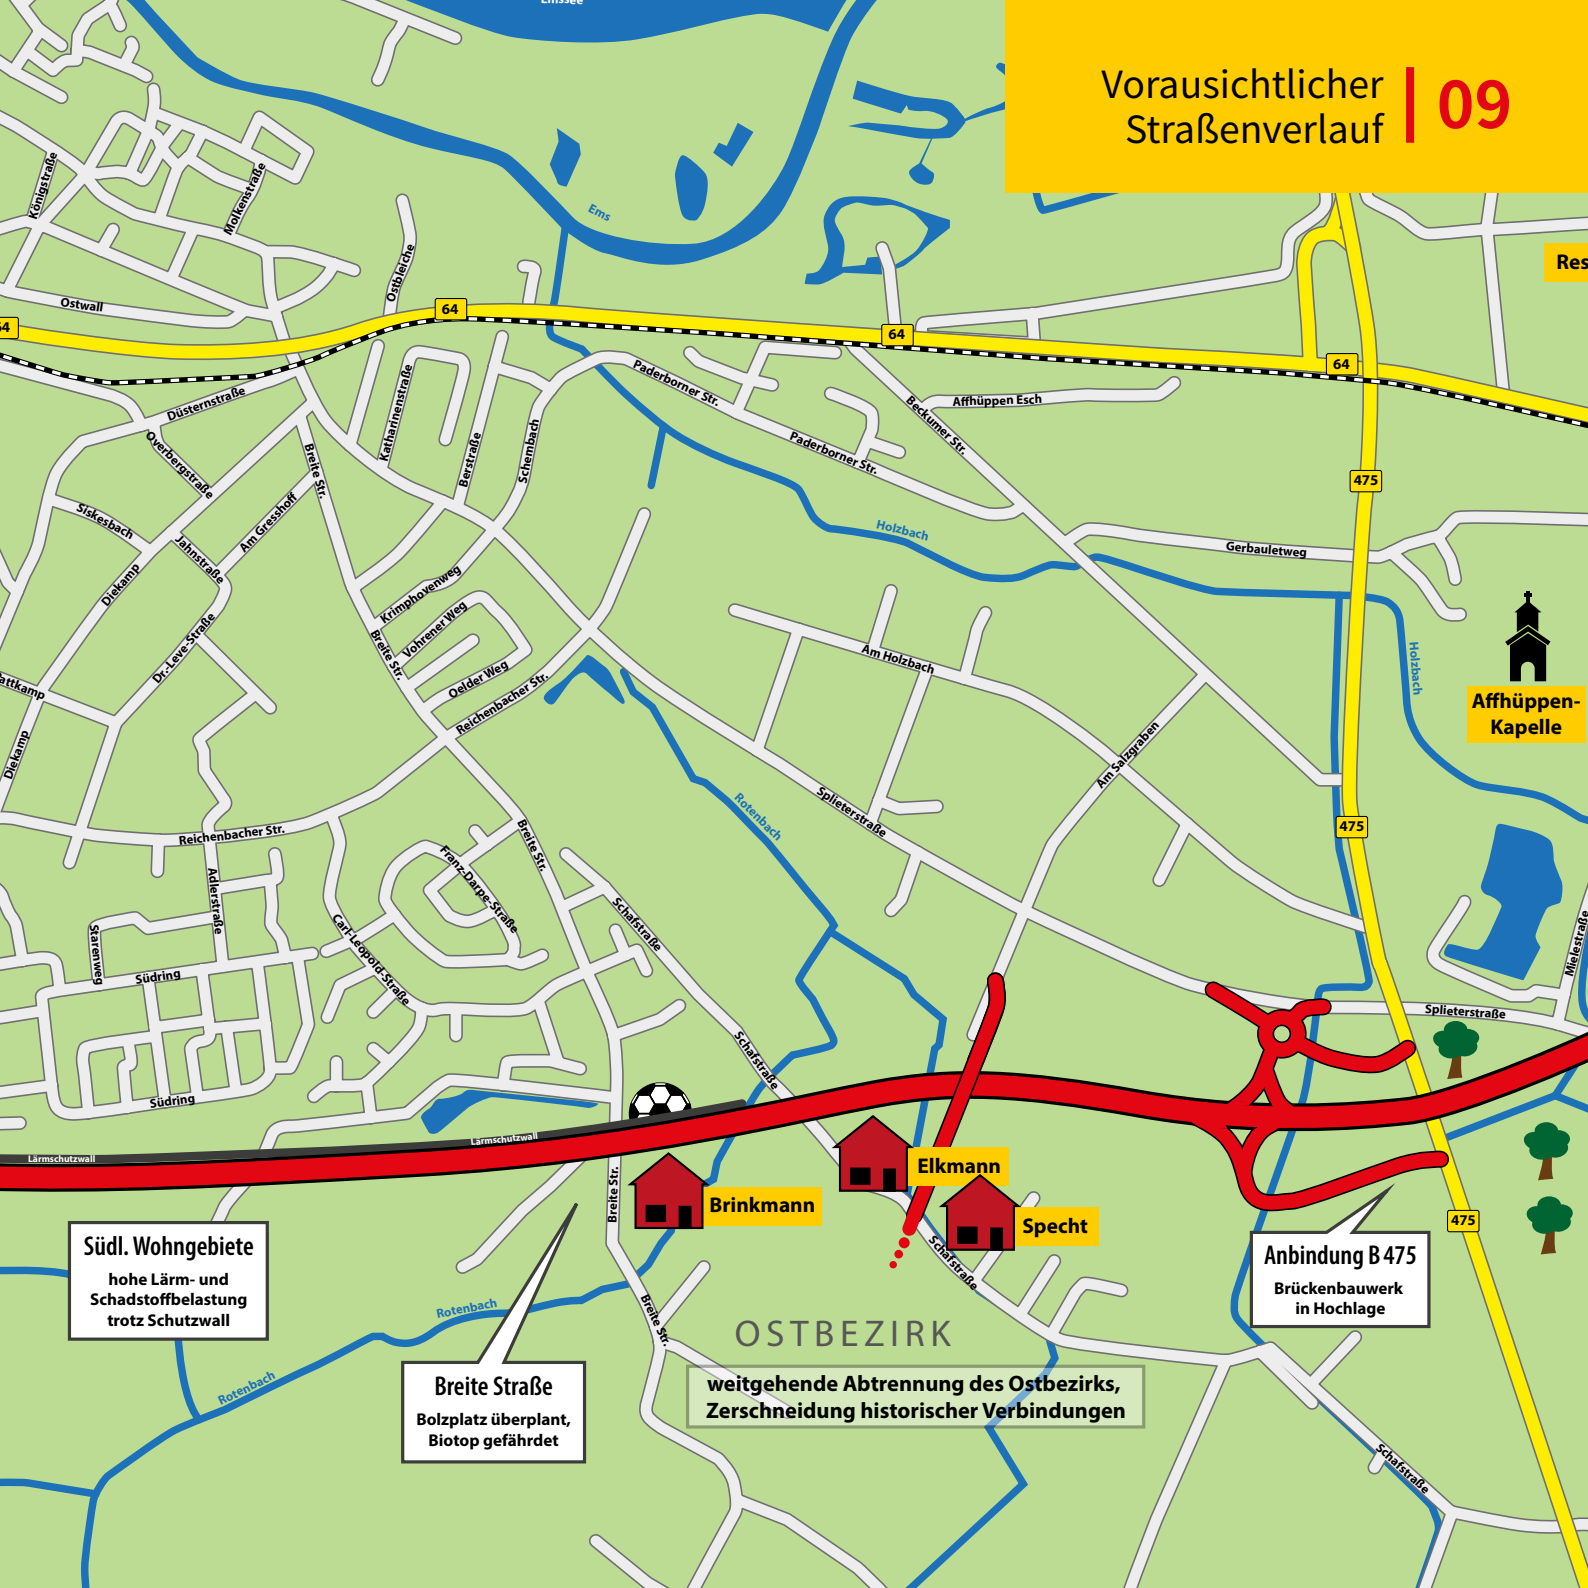 Emssee
Vorausichtlicher
Straßenverlauf
09
Königstraße
Molkenstraße
Ostbleiche
Ems
Ostwall
64
64
64
64
Res
Düsternstraße
Overbergstraße
Breite Str.
Katharinenstraße
Berstraße
Schembach
Paderborner Str.
Paderborner Str.
Beckumer Str.
Affhüppen Esch
475
Siskesbach
Jahnstraße
Am Gresshoff
Diekamp
Holzbach
Gerbauletweg
Krimphovenweg
Vohrener Weg
Breite Str.
Oelder Weg
Reichenbacher Str.
Dr.-Leve-Straße
attkamp
Diekamp
Am Holzbach
Holzbach
Affhüppen-
Kapelle
Am Salzgraben
Rotenbach
Splieterstraße
475
Reichenbacher Str.
Breite Str.
Franz-Darpe-Straße
Adlerstraße
Starenweg
Carl-Leopold-Straße
Schafstraße
Südring
Mielestraße
Splieterstraße
Schafstraße
Südring
Lärmschutzwall
Lärmschutzwall
Elkmann
Brinkmann
Specht
Breite Str.
Schafstraße
475
Südl. Wohngebiete
hohe Lärm- und
Schadstoffbelastung
trotz Schutzwall
Anbindung B 475
Brückenbauwerk
in Hochlage
Rotenbach
Breite Str.
OSTBEZIRK
weitgehende Abtrennung des Ostbezirks,
Zerschneidung historischer Verbindungen
Rotenbach
Breite Straße
Bolzplatz überplant,
Biotop gefährdet
Schafstraße